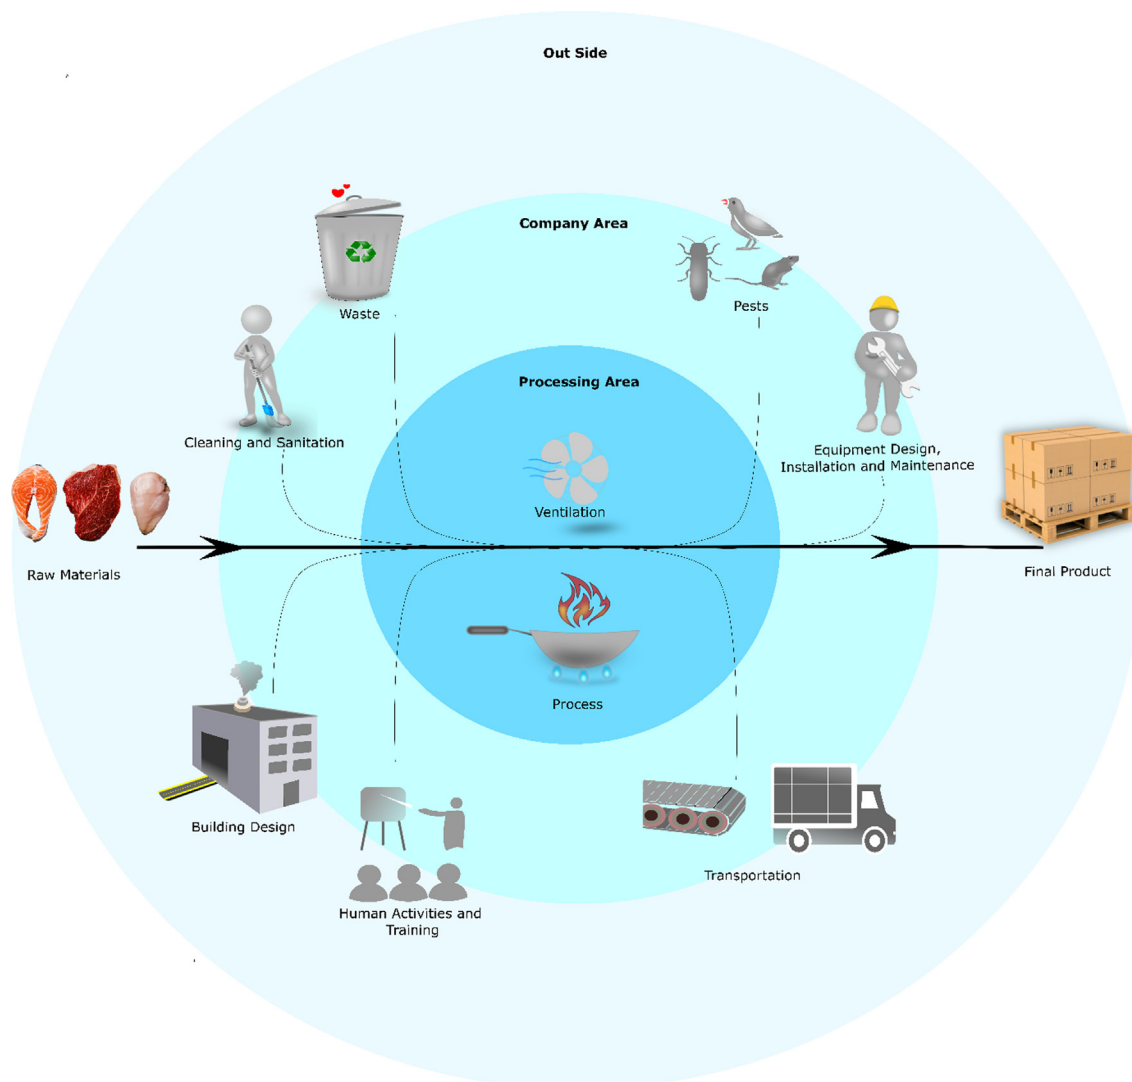 Out Side
Company Area
Waste
Pests
Processing Area
Cleaning and Sanitation
Equipment Design,
Installation and Maintenance
Ventilation
Raw Materials
Final Product
Process
Building Design
Transportation
Human Activities and
Training